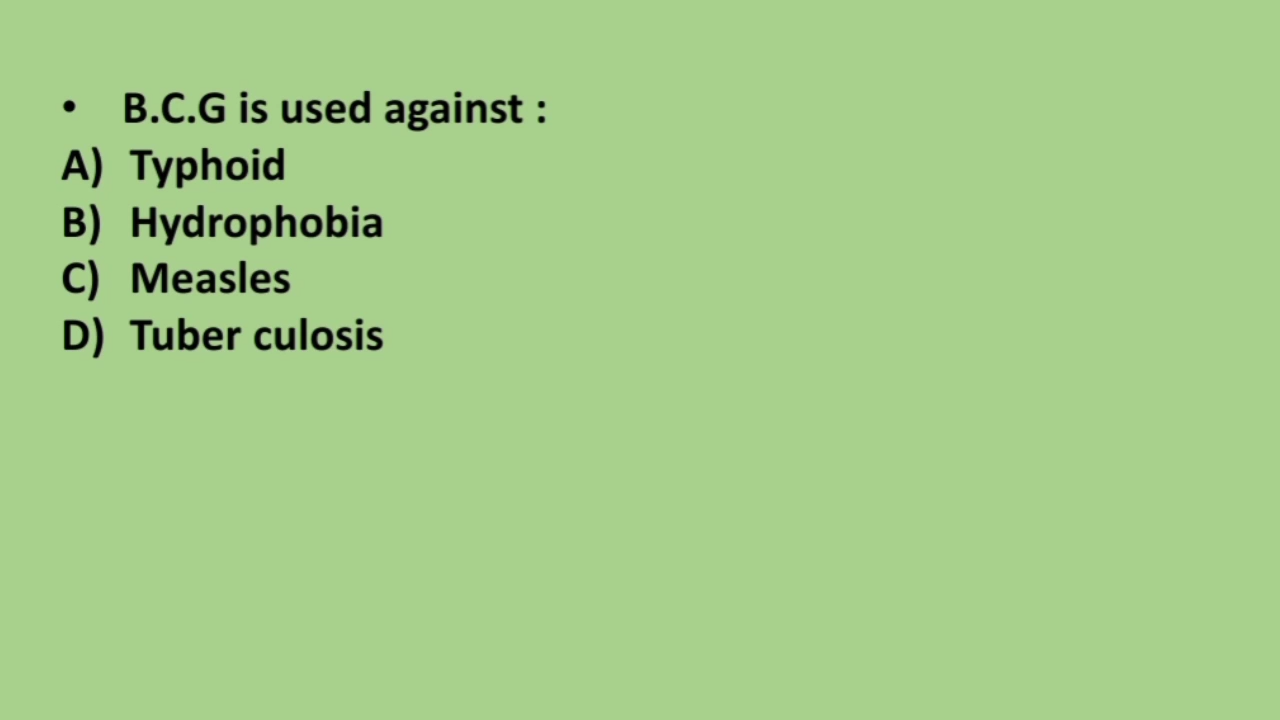 • B.C.G is used against :
A) Typhoid
B) Hydrophobia
C) Measles
D) Tuber culosis